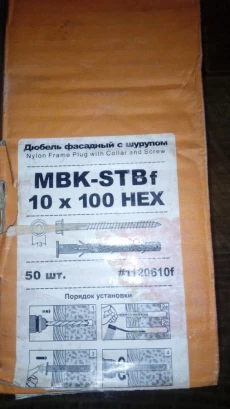 Дюбель фасадный с шурупом
Nylon Frame Plug with Collar and Screw
MBK-STBf
10 x 100 HEX
50 шт.
#1120610f
Порядок установки